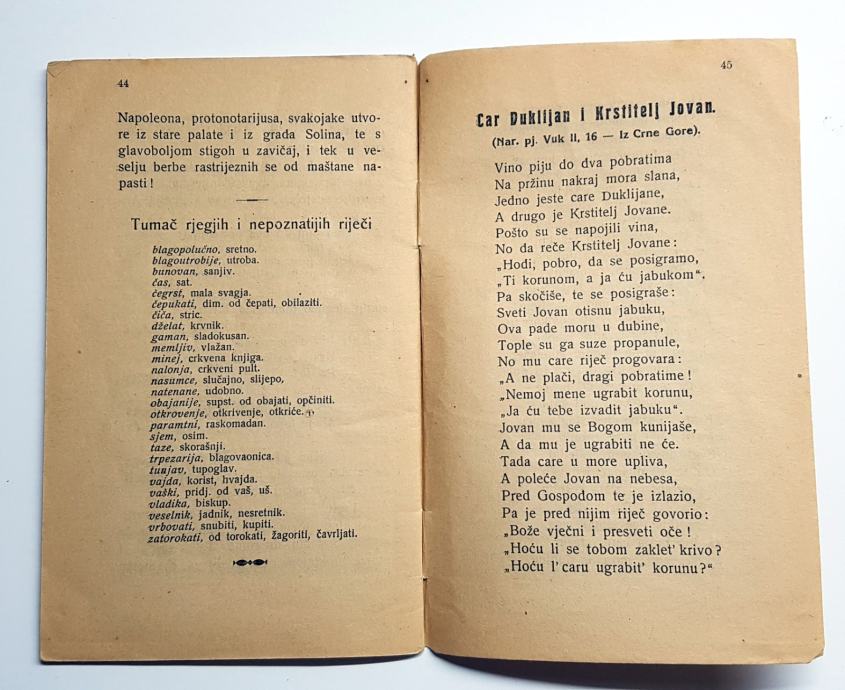 44
Napoleona, protonotarijusa, svakojake utvo-
re iz stare palate i iz grada Solina, te s
glavoboljom stigoh u zavičaj, i tek u ve-
selju berbe rastrijeznih se od maštane na-
pasti !
Tumač rjegjih i nepoznatijih riječi
blagopolučno, sretno.
blagoutrobije, utroba.
bunovan, sanjiv.
čas, sat.
čegrst, mala svagja.
čepukati, dim. od čepati, obilaziti.
čiča, stric.
dželat, krvnik.
gaman, sladokusan.
memljiv, vlažan.
minej, crkvena knjiga.
nalonja, crkveni pult.
nasumce, slučajno, slijepo,
natenane, udobno.
obajanije, supst. od obajati, opčiniti.
otkrovenje, otkrivenje, otkriće.
paramtni, raskomadan.
sjem, osim.
taze, skorašnji.
trpezarija, blagovaonica.
tunjav, tupoglav.
vajda, korist, hvajda.
vaški, pridj. od vaš, uš.
vladika, biskup.
veselnik, jadnik, nesretnik.
vrbovati, snubiti, kupiti.
zatorokati, od torokati, žagoriti, čavrljati.
45
Car Duklijan i Krstitelj Jovan.
(Nar. pj. Vuk II, 16 — Iz Crne Gore).
Vino piju do dva pobratima
Na pržinu nakraj mora slana,
Jedno jeste care Duklijane,
A drugo je Krstitelj Jovane.
Pošto su se napojili vina,
No da reče Krstitelj Jovane :
„Hodi, pobro, da se posigramo,
„Ti korunom, a ja ću jabukom“.
Pa skočiše, te se posigraše :
Sveti Jovan otisnu jabuku,
Ova pade moru u dubine,
Tople su ga suze propanule,
No mu care riječ progovara :
„A ne plači, dragi pobratime !
„Nemoj mene ugrabit korunu,
„Ja ću tebe izvadit jabuku“.
Jovan mu se Bogom kunijaše,
A da mu je ugrabiti ne će.
Tada care u more upliva,
A poleće Jovan na nebesa,
Pred Gospodom te je izlazio,
Pa je pred nijim riječ govorio :
„Bože vječni i presveti oče !
„Hoću li se tobom zaklet' krivo ?
„Hoću l' caru ugrabit' korunu ?“